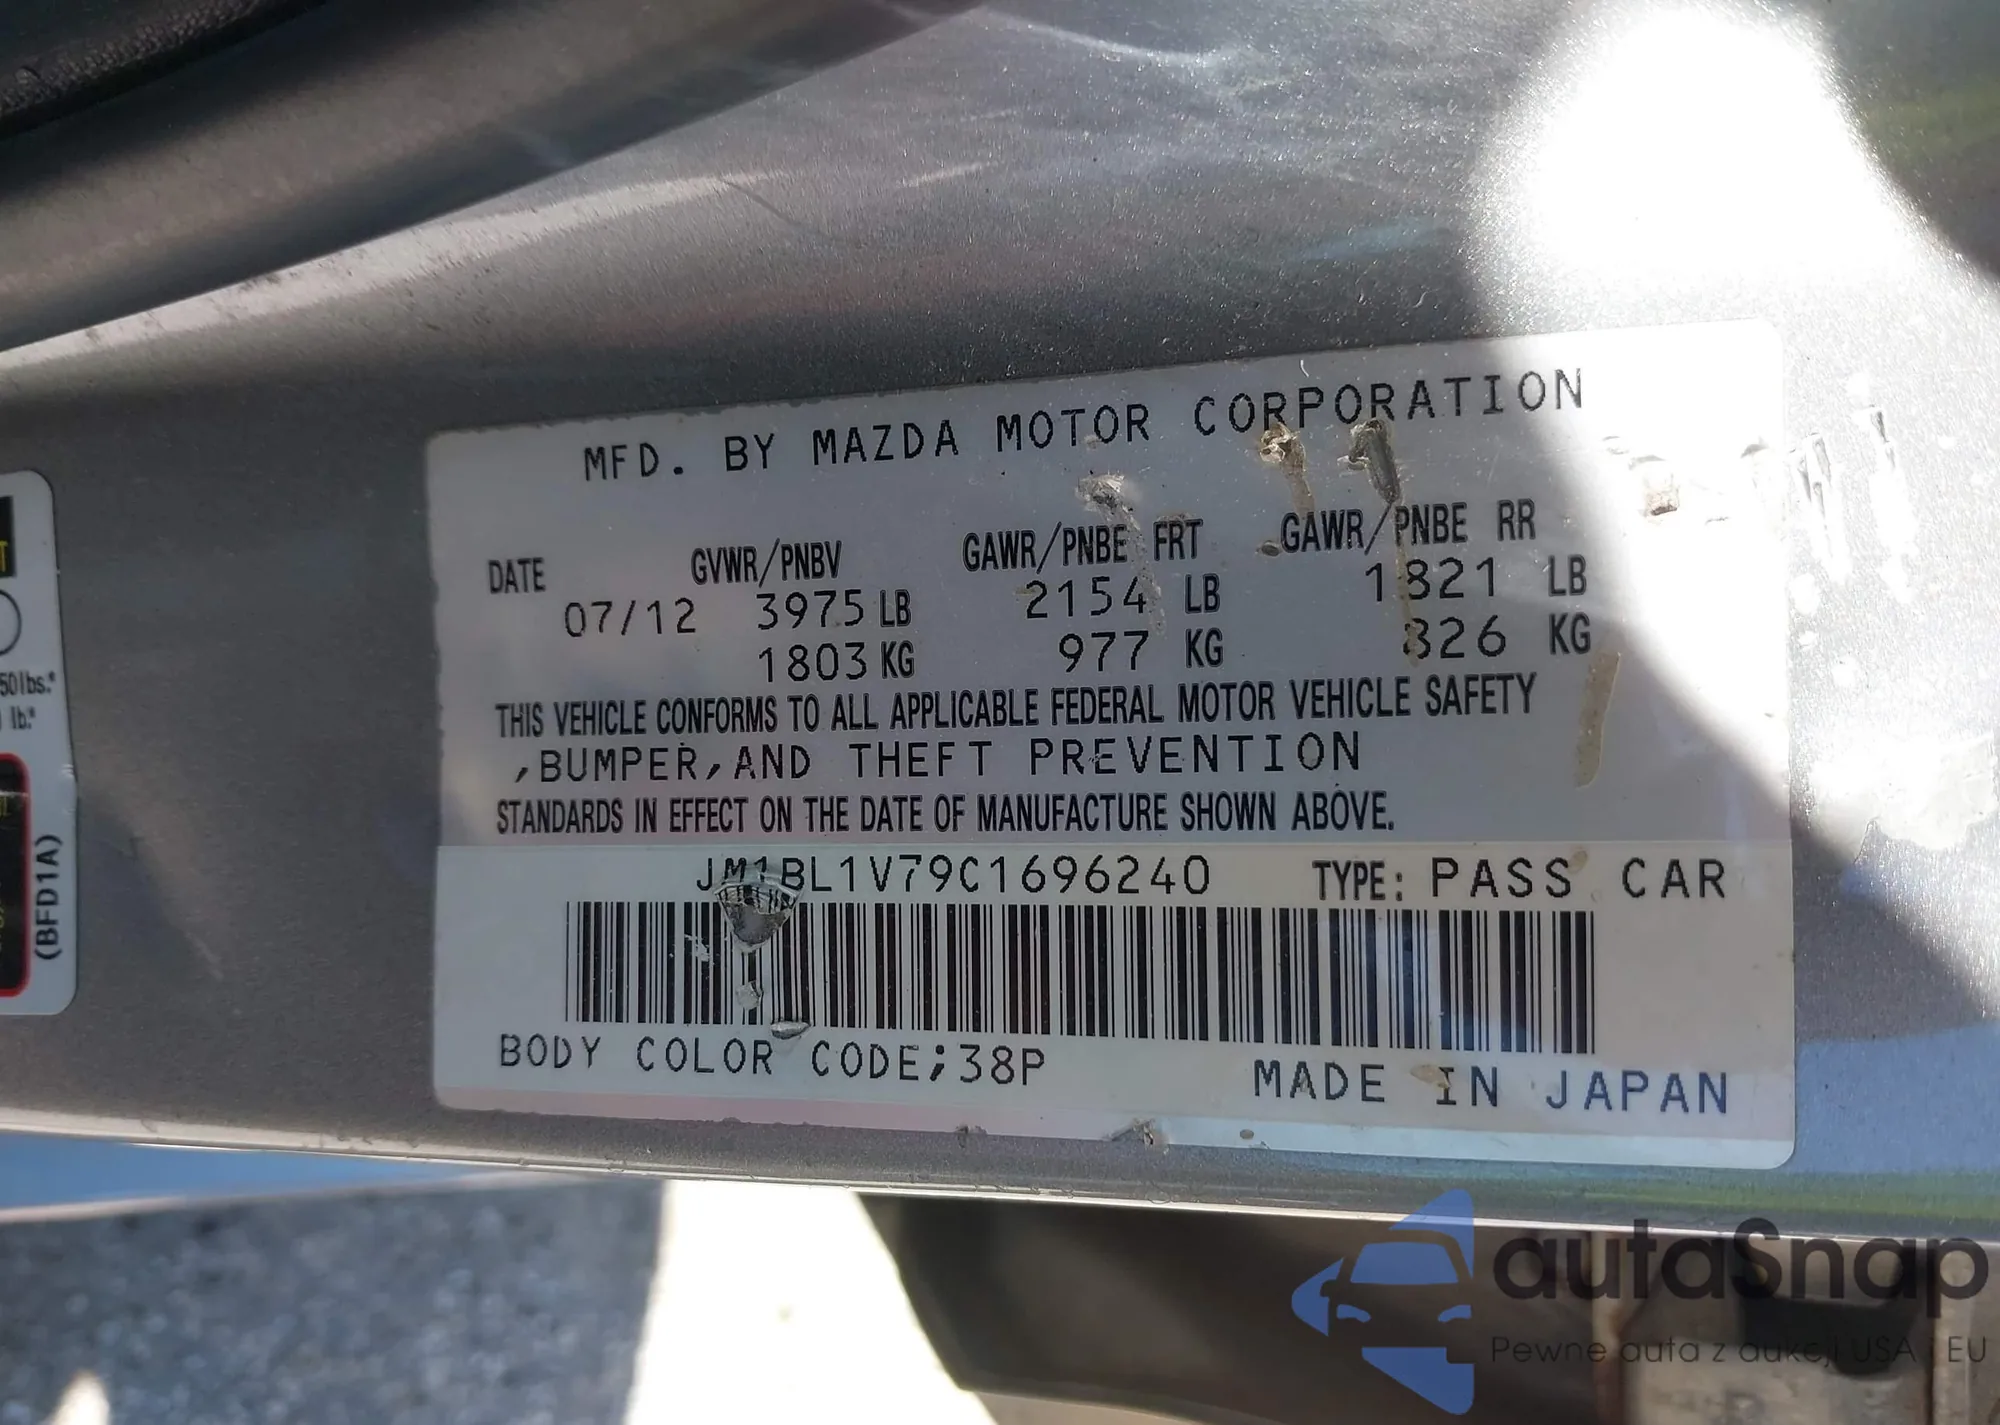 MFD. BY MAZDA MOTOR CORPORATION
DATE GVWR/PNBV GAWR/PNBE FRT GAWR/PNBE RR
07/12 3975 LB 2154 LB 1821 LB
1803 KG 977 KG 826 KG
THIS VEHICLE CONFORMS TO ALL APPLICABLE FEDERAL MOTOR VEHICLE SAFETY
,BUMPER,AND THEFT PREVENTION
STANDARDS IN EFFECT ON THE DATE OF MANUFACTURE SHOWN ABOVE.
JM1BL1V79C1696240 TYPE: PASS CAR
BODY COLOR CODE;38P MADE IN JAPAN
50lbs.*
lb.*
(BFD1A)
autaSnap
Pewne auta z aukcji USA i EU